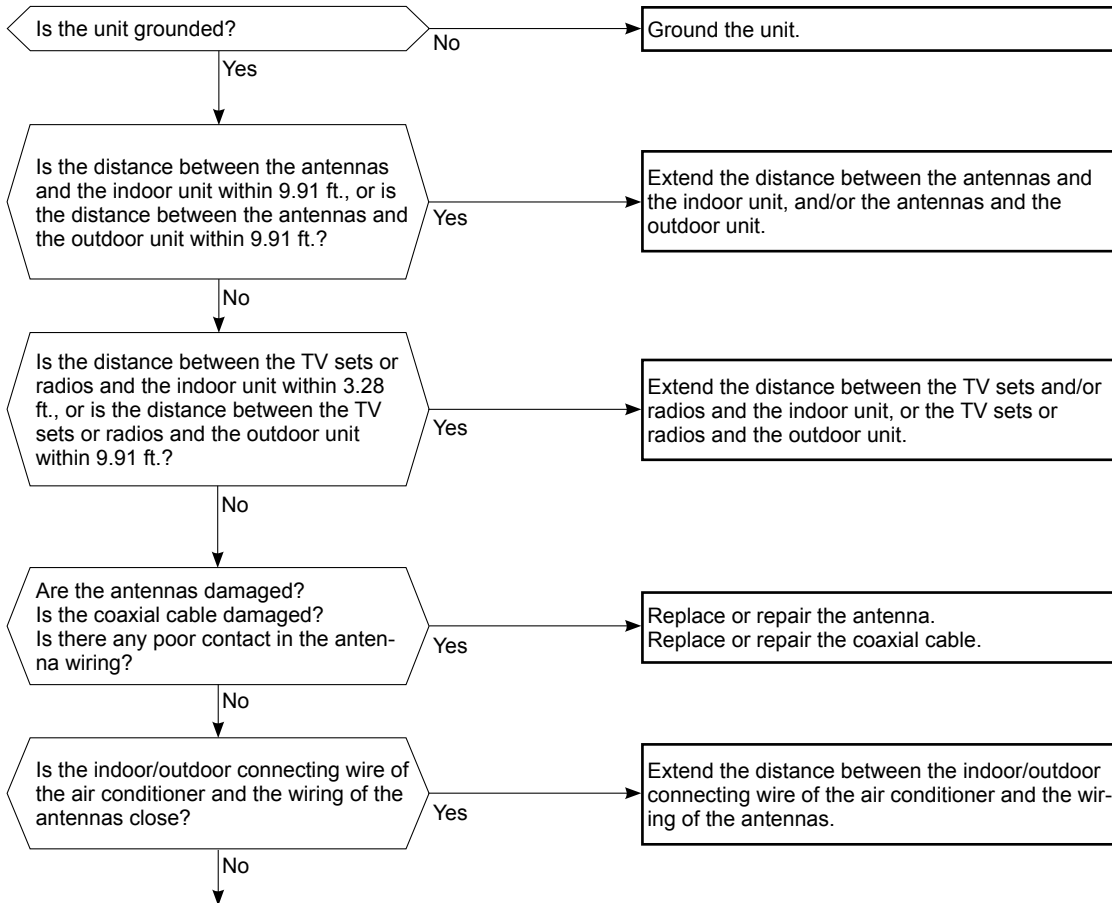 Is the unit grounded?
No
Ground the unit.
Yes
Is the distance between the antennas
and the indoor unit within 9.91 ft., or is
the distance between the antennas and
the outdoor unit within 9.91 ft.?
Yes
Extend the distance between the antennas and
the indoor unit, and/or the antennas and the
outdoor unit.
No
Is the distance between the TV sets or
radios and the indoor unit within 3.28
ft., or is the distance between the TV
sets or radios and the outdoor unit
within 9.91 ft.?
Yes
Extend the distance between the TV sets and/or
radios and the indoor unit, or the TV sets or
radios and the outdoor unit.
No
Are the antennas damaged?
Is the coaxial cable damaged?
Is there any poor contact in the anten-
na wiring?
Yes
Replace or repair the antenna.
Replace or repair the coaxial cable.
No
Is the indoor/outdoor connecting wire of
the air conditioner and the wiring of the
antennas close?
Yes
Extend the distance between the indoor/outdoor
connecting wire of the air conditioner and the wir-
ing of the antennas.
No